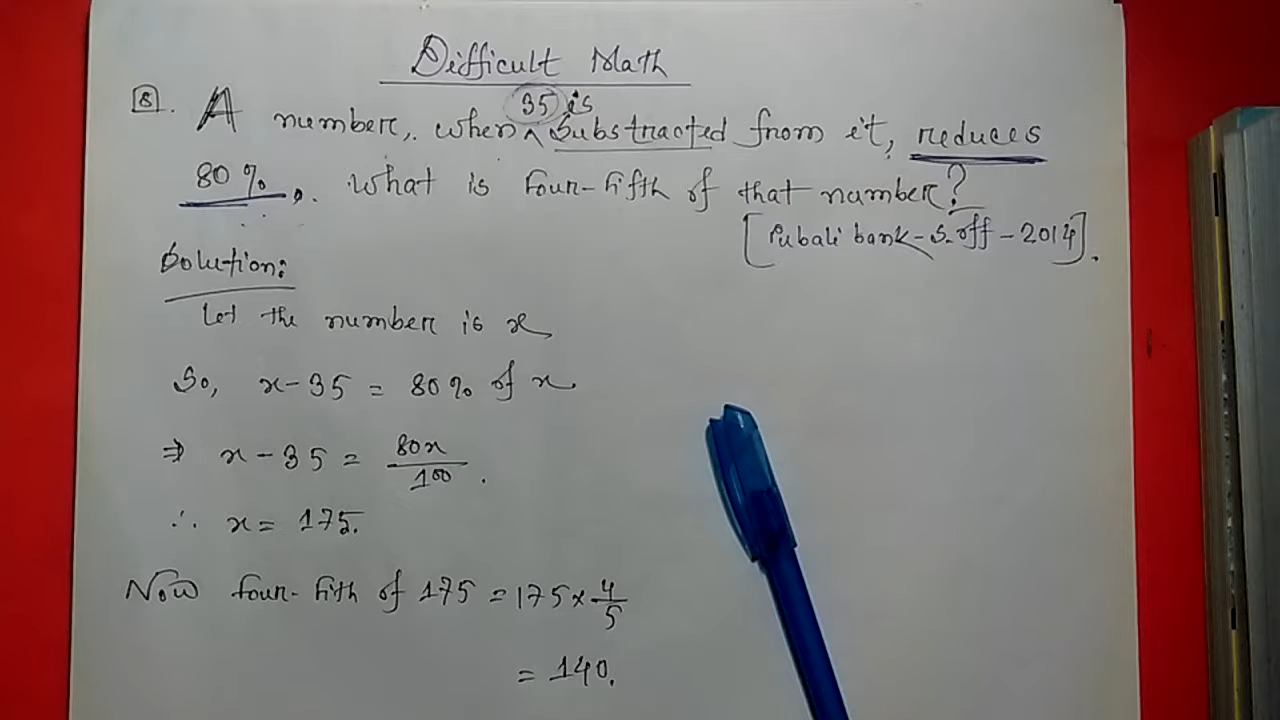 Difficult Math
8. A number, when 35 is substracted from it, reduces
80%. What is four-fifth of that number?
[Pubali bank-S.off-2014].
Solution:
Let the number is x
So, x-35 = 80% of x
⇒ x-35 = 80x/100.
∴ x = 175.
Now four-fifth of 175 = 175×4/5
= 140.